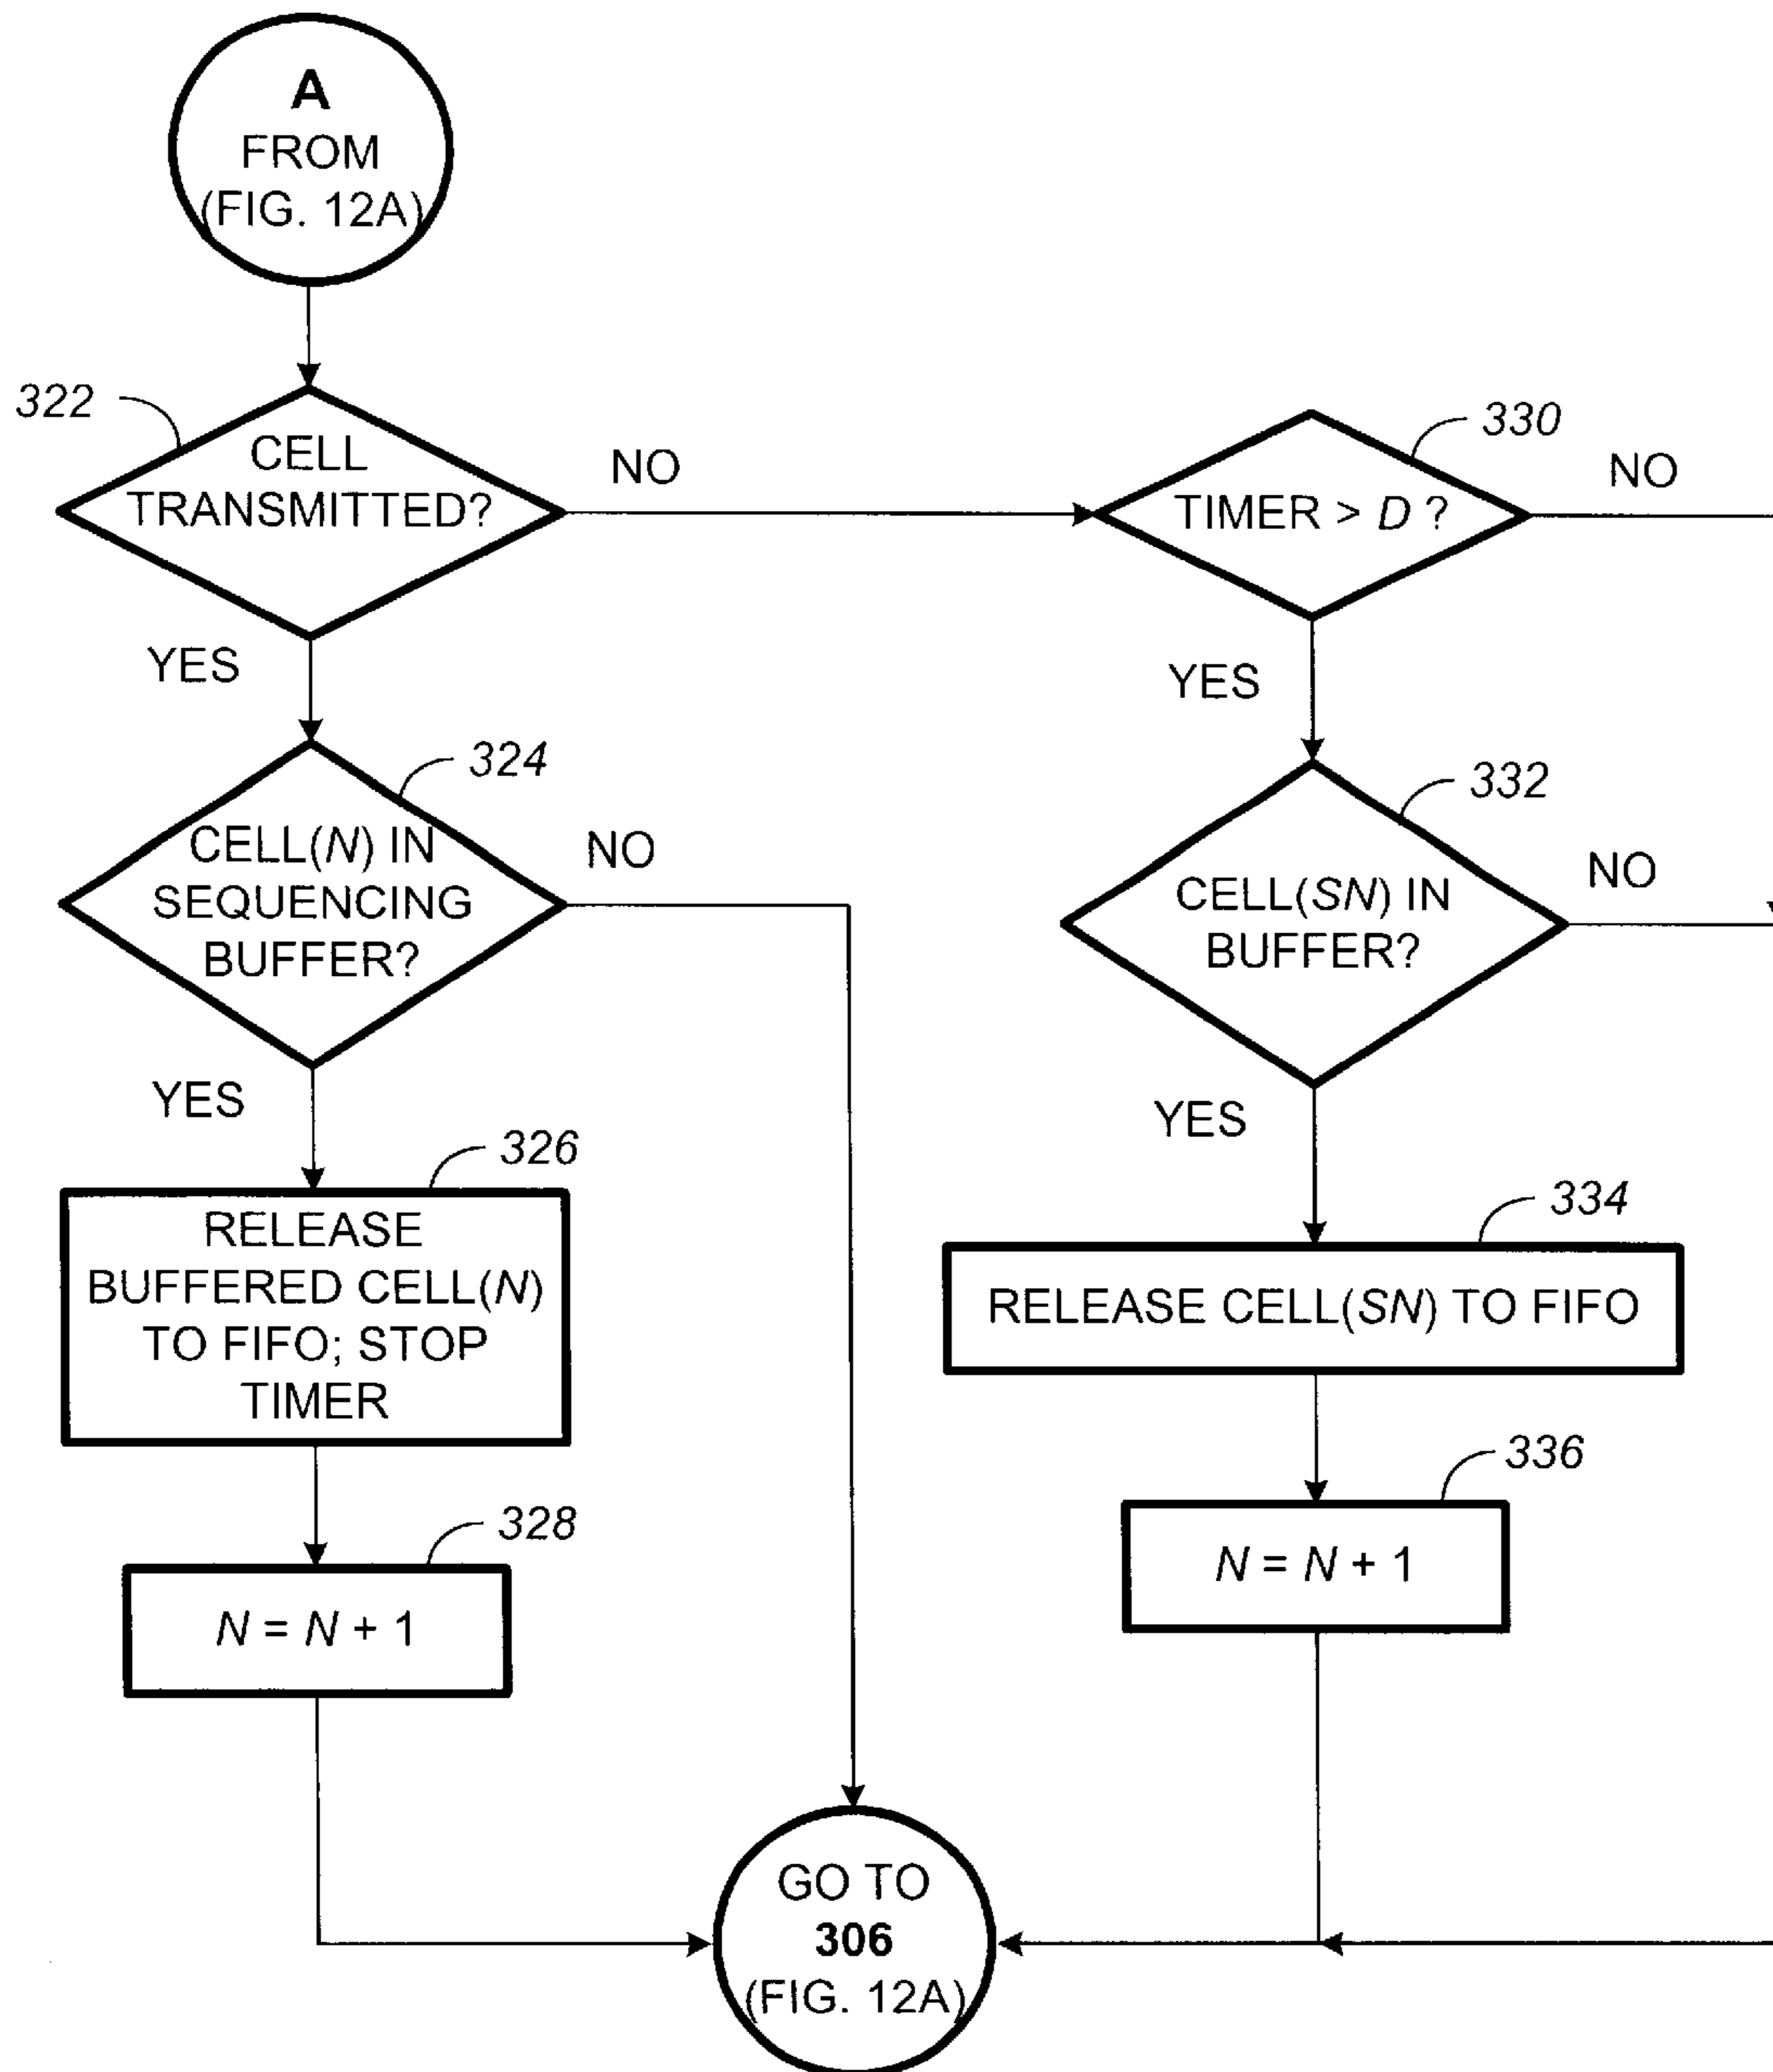 A
FROM
(FIG. 12A)
322
CELL
TRANSMITTED?
NO
330
TIMER > D ?
NO
YES
YES
324
CELL(N) IN
SEQUENCING
BUFFER?
NO
332
CELL(SN) IN
BUFFER?
NO
YES
YES
326
RELEASE
BUFFERED CELL(N)
TO FIFO; STOP
TIMER
334
RELEASE CELL(SN) TO FIFO
328
N = N + 1
336
N = N + 1
GO TO
306
(FIG. 12A)